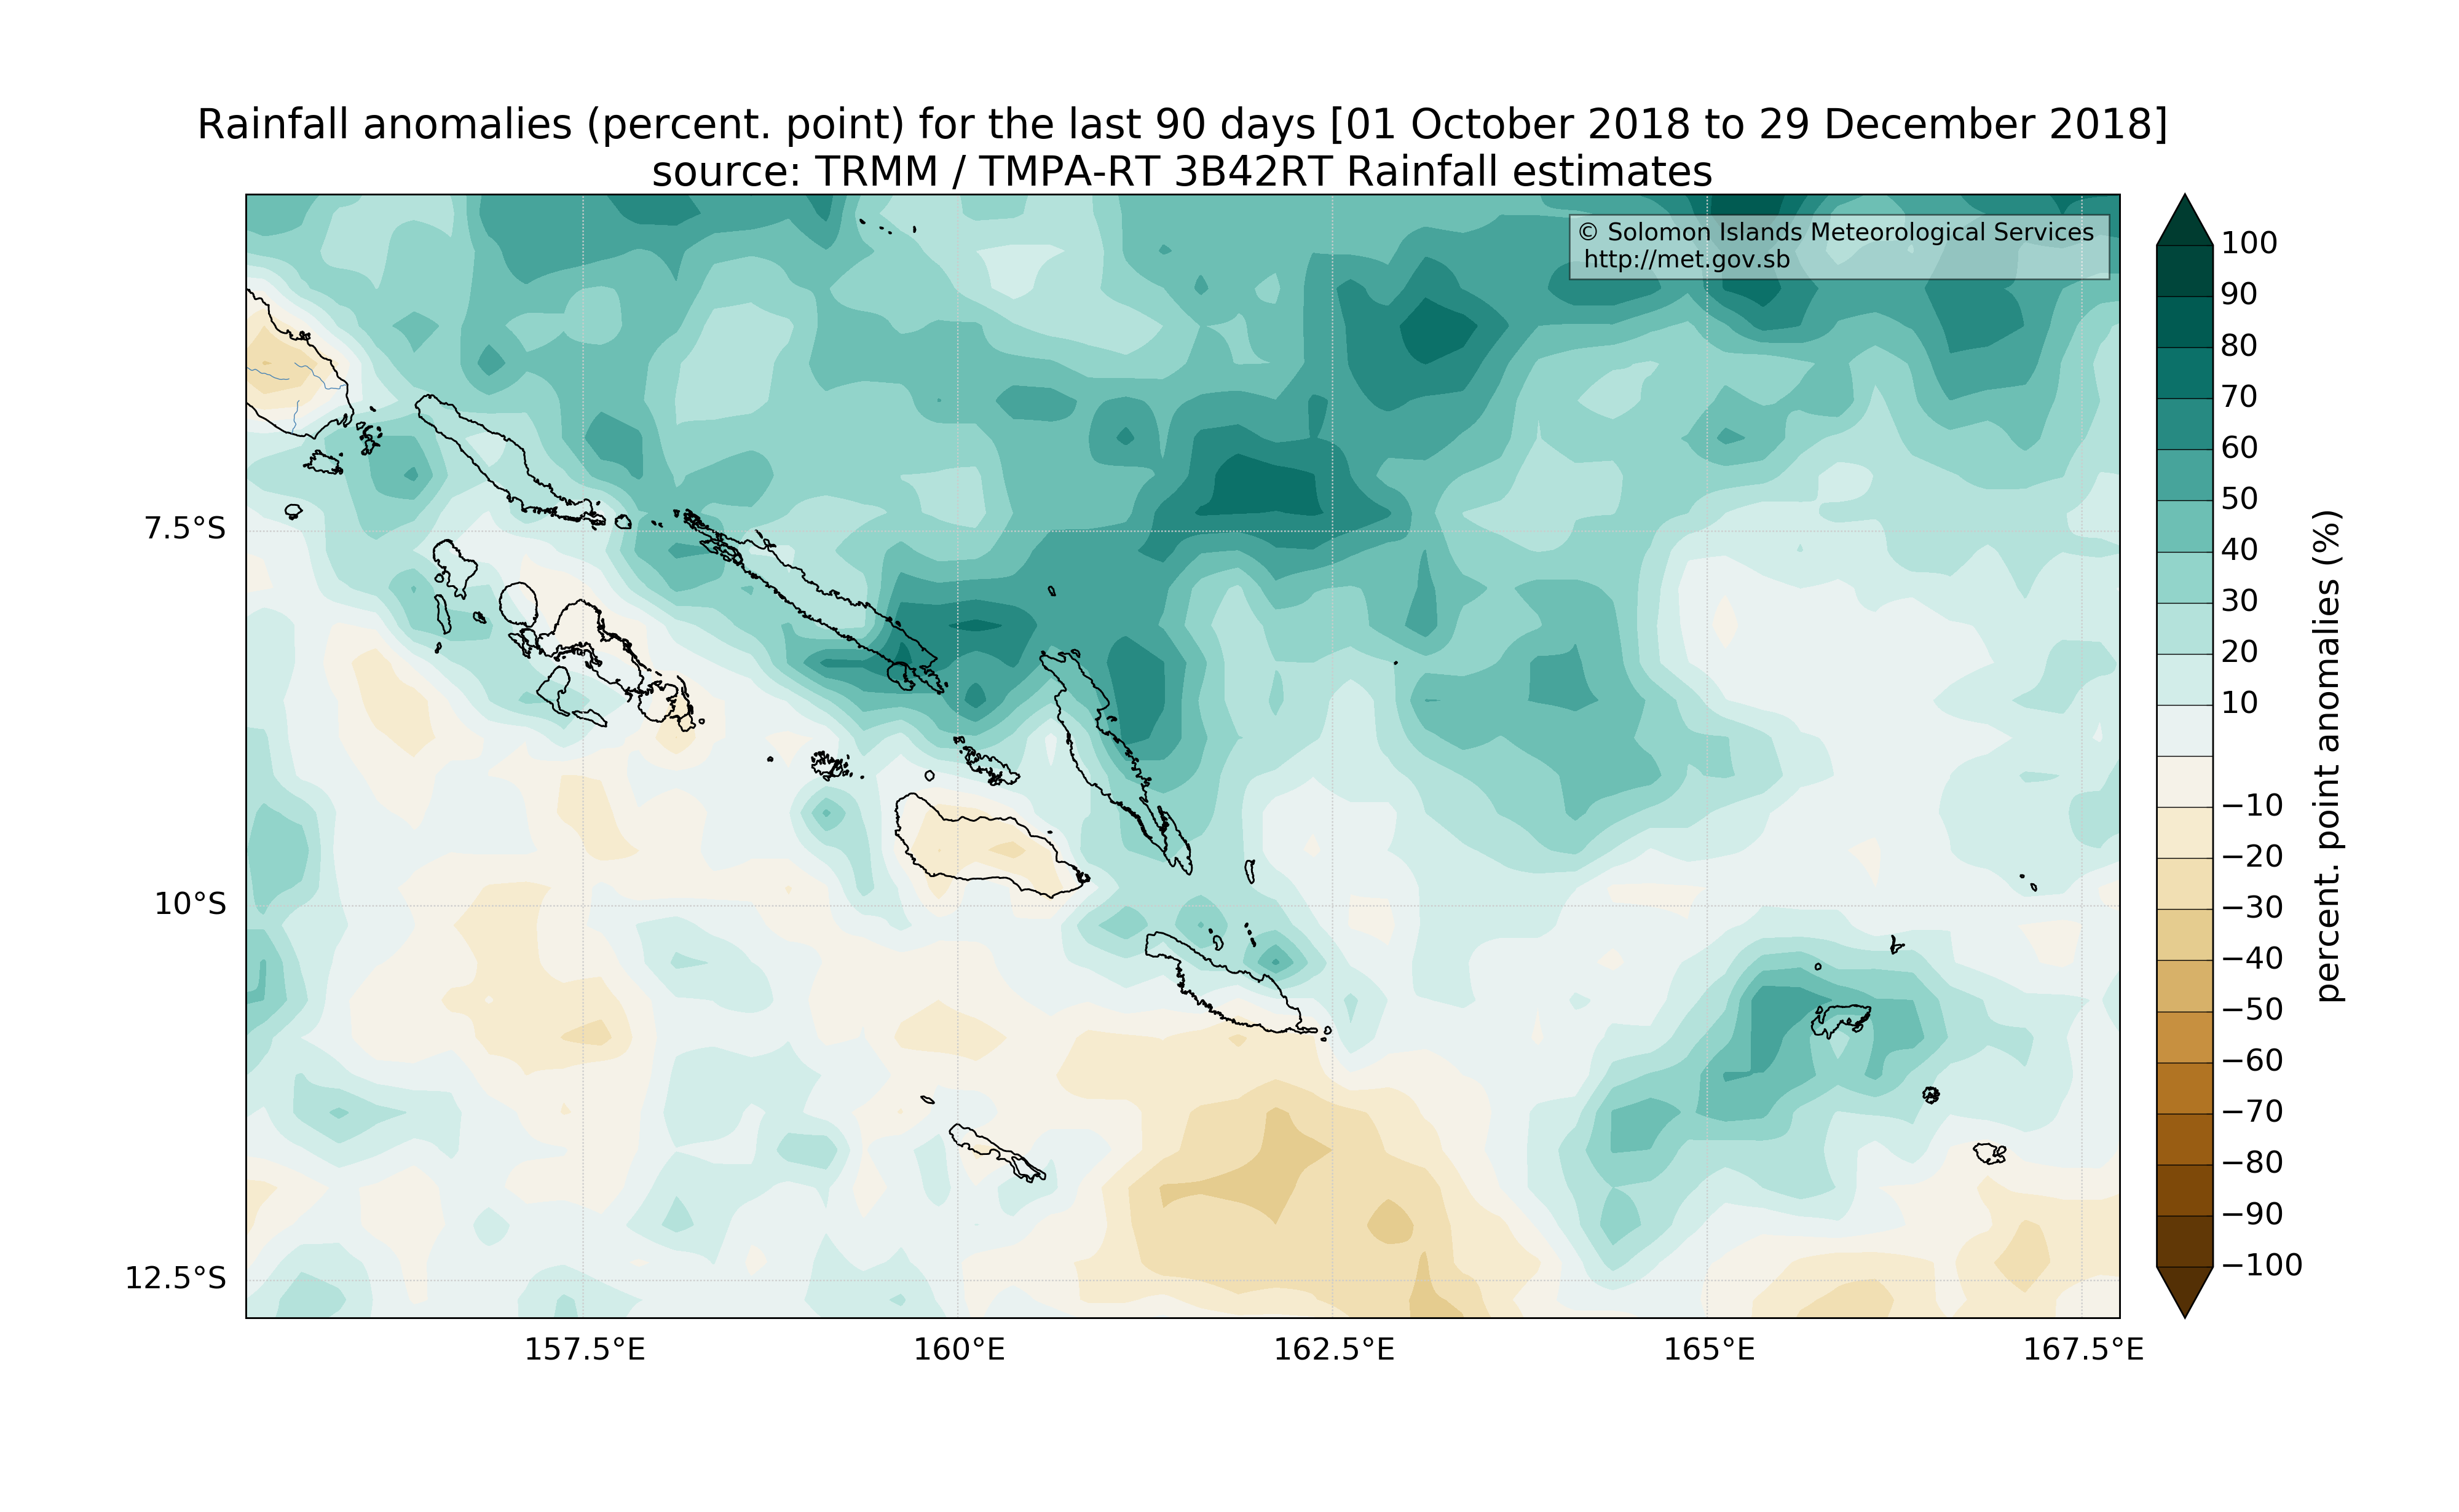 Rainfall anomalies (percent. point) for the last 90 days [01 October 2018 to 29 December 2018]
source: TRMM / TMPA-RT 3B42RT Rainfall estimates
© Solomon Islands Meteorological Services
http://met.gov.sb
7.5°S
10°S
12.5°S
157.5°E
160°E
162.5°E
165°E
167.5°E
100
90
80
70
60
50
40
30
20
10
−10
−20
−30
−40
−50
−60
−70
−80
−90
−100
percent. point anomalies (%)